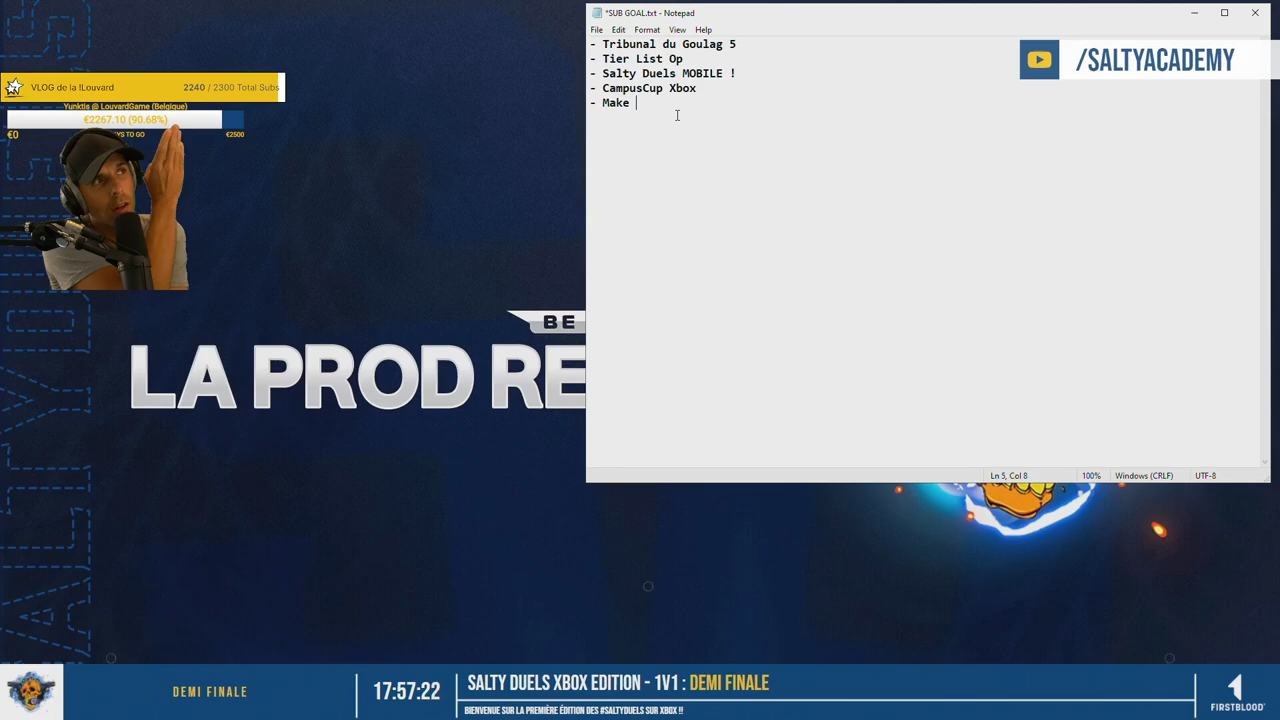 *SUB GOAL.txt - Notepad
File Edit Format View Help
- Tribunal du Goulag 5
- Tier List Op
- Salty Duels MOBILE !
- CampusCup Xbox
- Make
/SALTYACADEMY
VLOG de la !Louvard 2240 / 2300 Total Subs
Yunktis @ LouvardGame (Belgique)
€2267.10 (90.68%)
€0 YS TO GO €2500
BE
LA PROD RE
Ln 5, Col 8 100% Windows (CRLF) UTF-8
DEMI FINALE
17:57:22
SALTY DUELS XBOX EDITION - 1V1 : DEMI FINALE
BIENVENUE SUR LA PREMIÈRE ÉDITION DES #SALTYDUELS SUR XBOX !!
FIRSTBLOOD